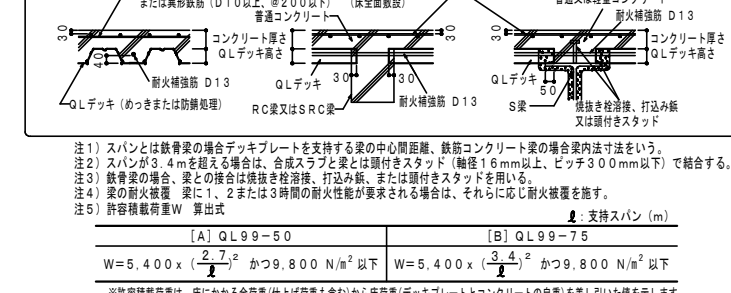 または異形鉄筋（D10以上、@200以下）
（床全面敷設）
普通コンクリート
耐火補強筋 D13
30
コンクリート厚さ
QLデッキ高さ
40
耐火補強筋 D13
QLデッキ（めっきまたは防錆処理）
QLデッキ
30
30
30
RC梁又はSRC梁
耐火補強筋 D13
30
コンクリート厚さ
QLデッキ高さ
QLデッキ
50
S梁
焼抜き栓溶接、打込み鋲
又は頭付きスタッド
注1）スパンとは鉄骨梁の場合デッキプレートを支持する梁の中心間距離、鉄筋コンクリート梁の場合梁内法寸法をいう。
注2）スパンが3.4mを超える場合は、合成スラブと梁とは頭付きスタッド（軸径16mm以上、ピッチ300mm以下）で結合する。
注3）鉄骨梁の場合、梁との接合は焼抜き栓溶接、打込み鋲、または頭付きスタッドを用いる。
注4）梁の耐火被覆 梁に1、2または3時間の耐火性能が要求される場合は、それらに応じ耐火被覆を施す。
注5）許容積載荷重W 算出式
ℓ：支持スパン（m）
[A] QL99-50
[B] QL99-75
W=5,400x（2.7/ℓ）² かつ9,800 N/m² 以下
W=5,400x（3.4/ℓ）² かつ9,800 N/m² 以下